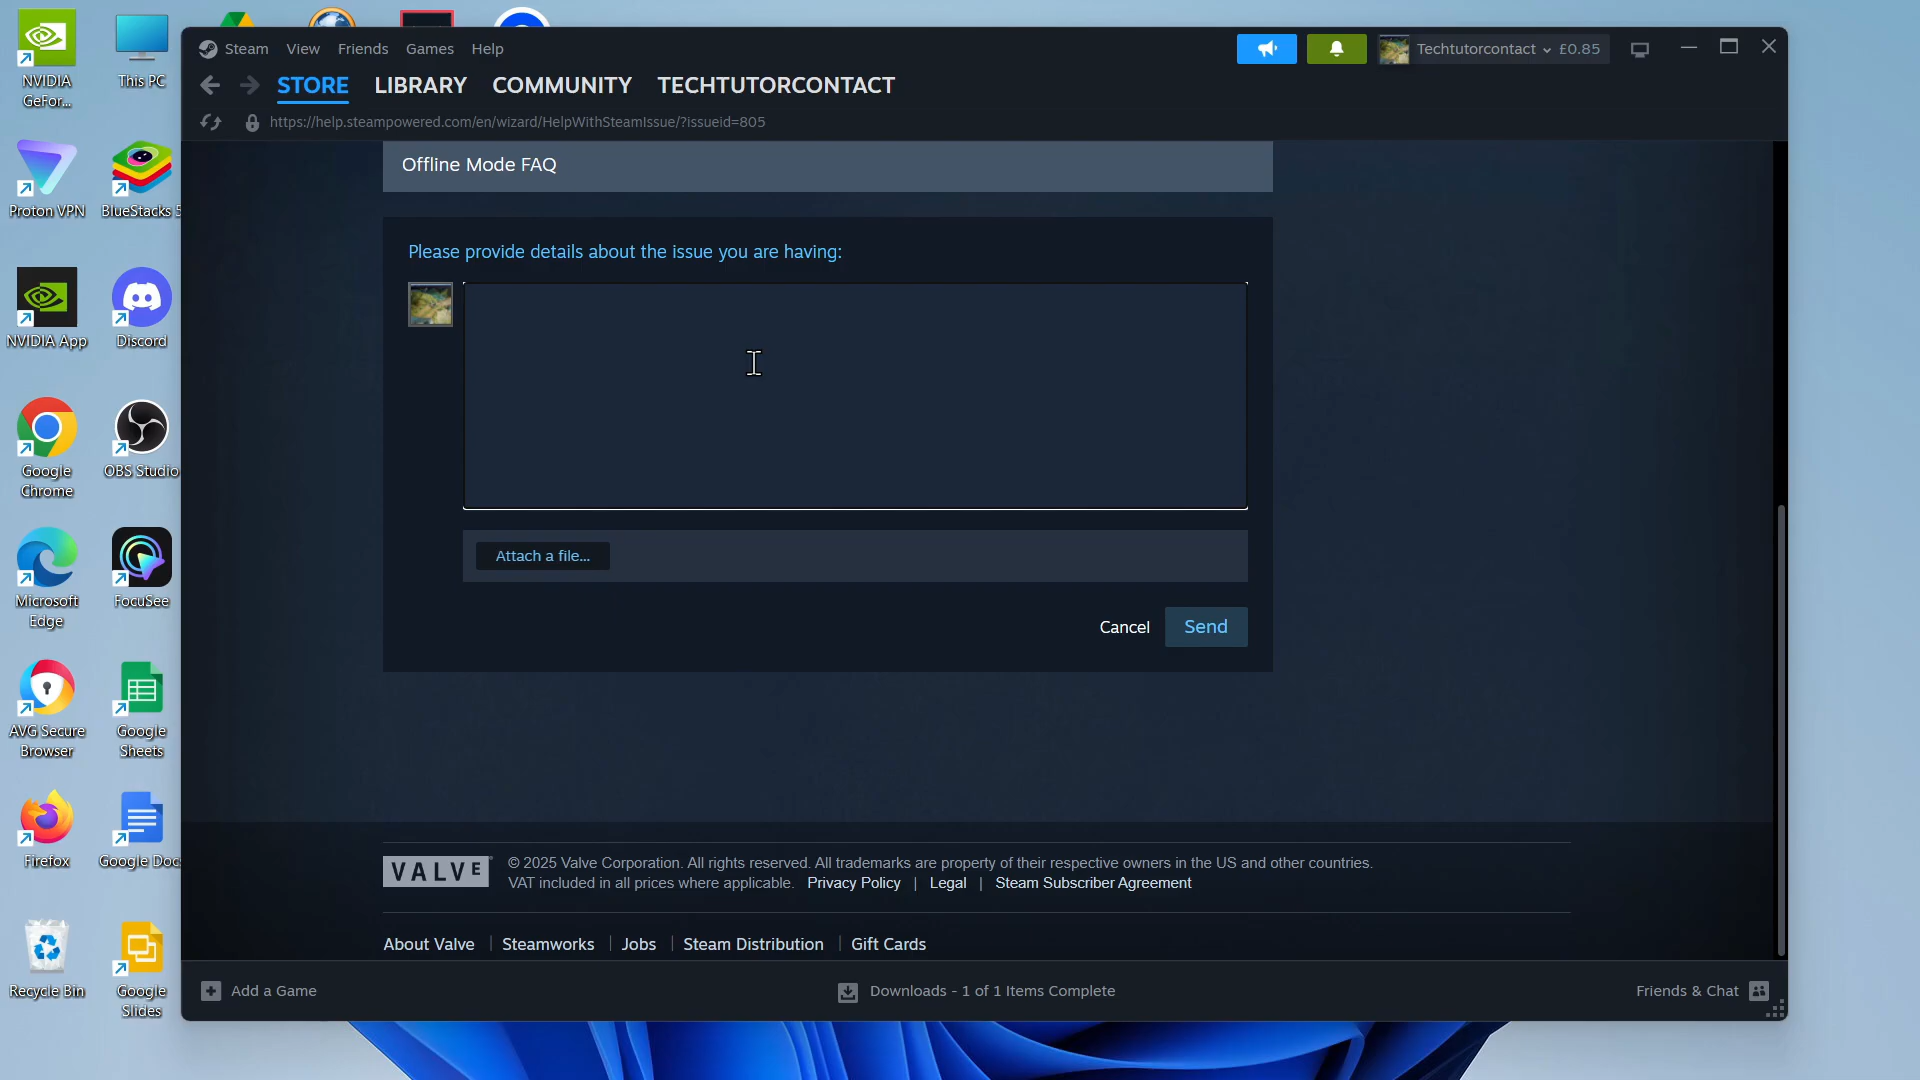 Steam View Friends Games Help
Techtutorcontact £0.85
STORE LIBRARY COMMUNITY TECHTUTORCONTACT
https://help.steampowered.com/en/wizard/HelpWithSteamIssue/?issueid=805
Offline Mode FAQ
Please provide details about the issue you are having:
Attach a file...
Cancel Send
VALVE
© 2025 Valve Corporation. All rights reserved. All trademarks are property of their respective owners in the US and other countries.
VAT included in all prices where applicable. Privacy Policy | Legal | Steam Subscriber Agreement
About Valve | Steamworks | Jobs | Steam Distribution | Gift Cards
Add a Game
Downloads - 1 of 1 Items Complete
Friends & Chat
NVIDIA
GeFor...
This PC
Proton VPN
BlueStacks 5
NVIDIA App
Discord
Google
Chrome
OBS Studio
Microsoft
Edge
FocuSee
AVG Secure
Browser
Google
Sheets
Firefox
Google Docs
Recycle Bin
Google
Slides